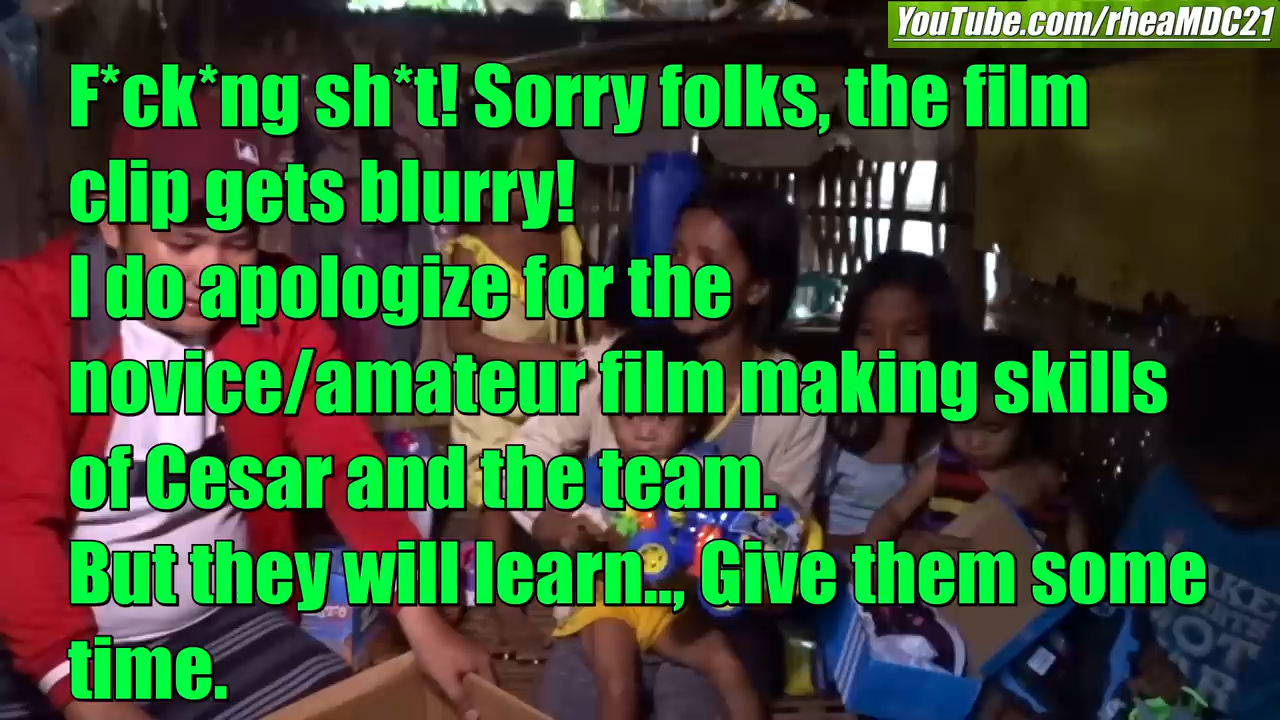 YouTube.com/rheaMDC21
F*ck*ng sh*t! Sorry folks, the film
clip gets blurry!
I do apologize for the
novice/amateur film making skills
of Cesar and the team.
But they will learn.., Give them some
time.